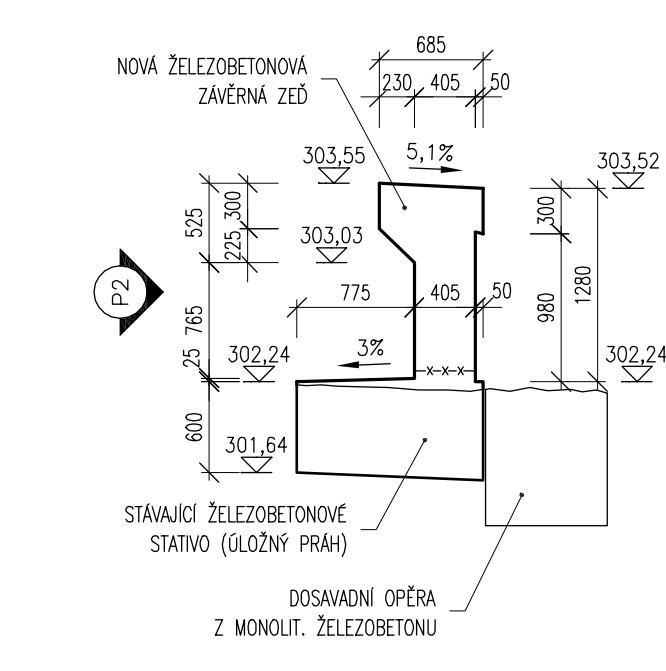 685
NOVÁ ŽELEZOBETONOVÁ
ZÁVĚRNÁ ZEĎ
230 405 50
303,55
5,1%
303,52
525
300
225
300
303,03
P2
775 405 50
980
1280
765
3%
25
302,24
302,24
x-x-x
600
301,64
STÁVAJÍCÍ ŽELEZOBETONOVÉ
STATIVO (ÚLOŽNÝ PRÁH)
DOSAVADNÍ OPĚRA
Z MONOLIT. ŽELEZOBETONU